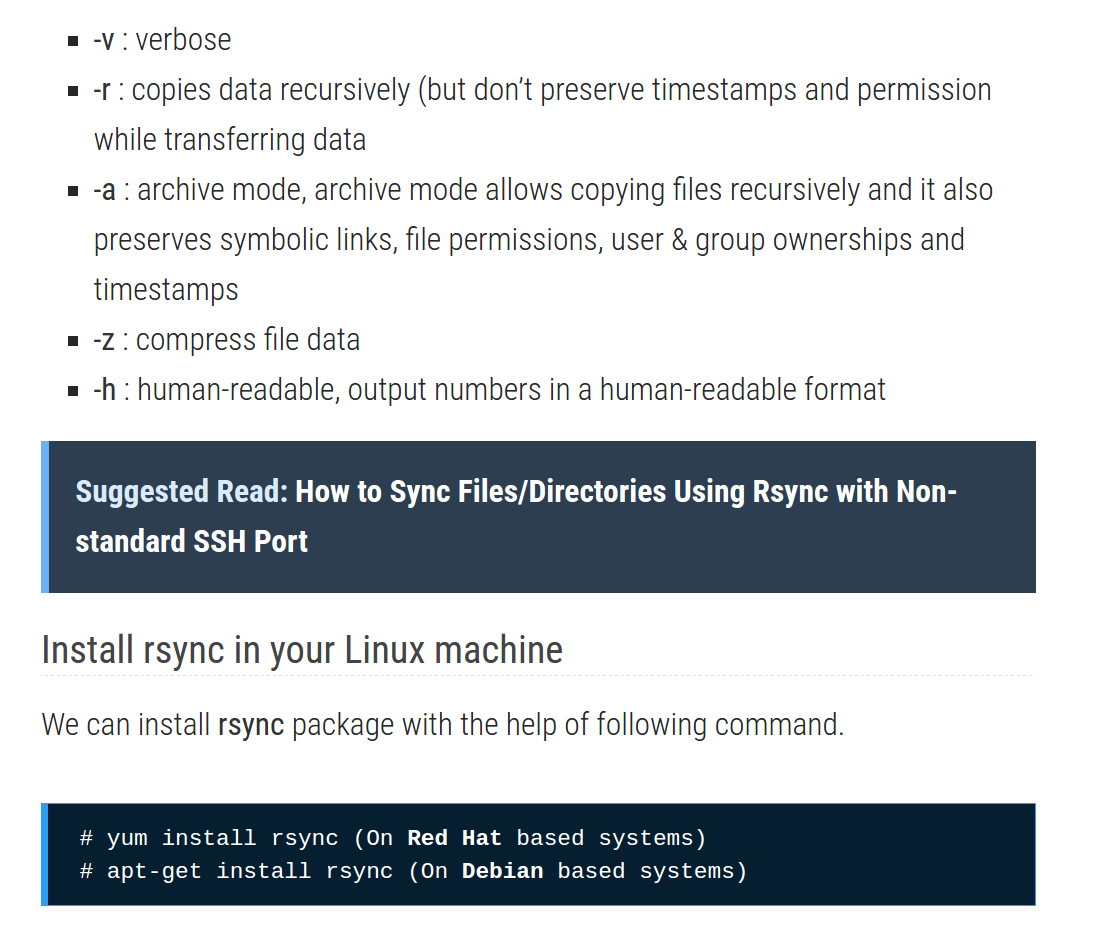 -v : verbose
-r : copies data recursively (but don’t preserve timestamps and permission
while transferring data
-a : archive mode, archive mode allows copying files recursively and it also
preserves symbolic links, file permissions, user & group ownerships and
timestamps
-z : compress file data
-h : human-readable, output numbers in a human-readable format
Suggested Read: How to Sync Files/Directories Using Rsync with Non-
standard SSH Port
Install rsync in your Linux machine
We can install rsync package with the help of following command.
# yum install rsync (On Red Hat based systems)
# apt-get install rsync (On Debian based systems)